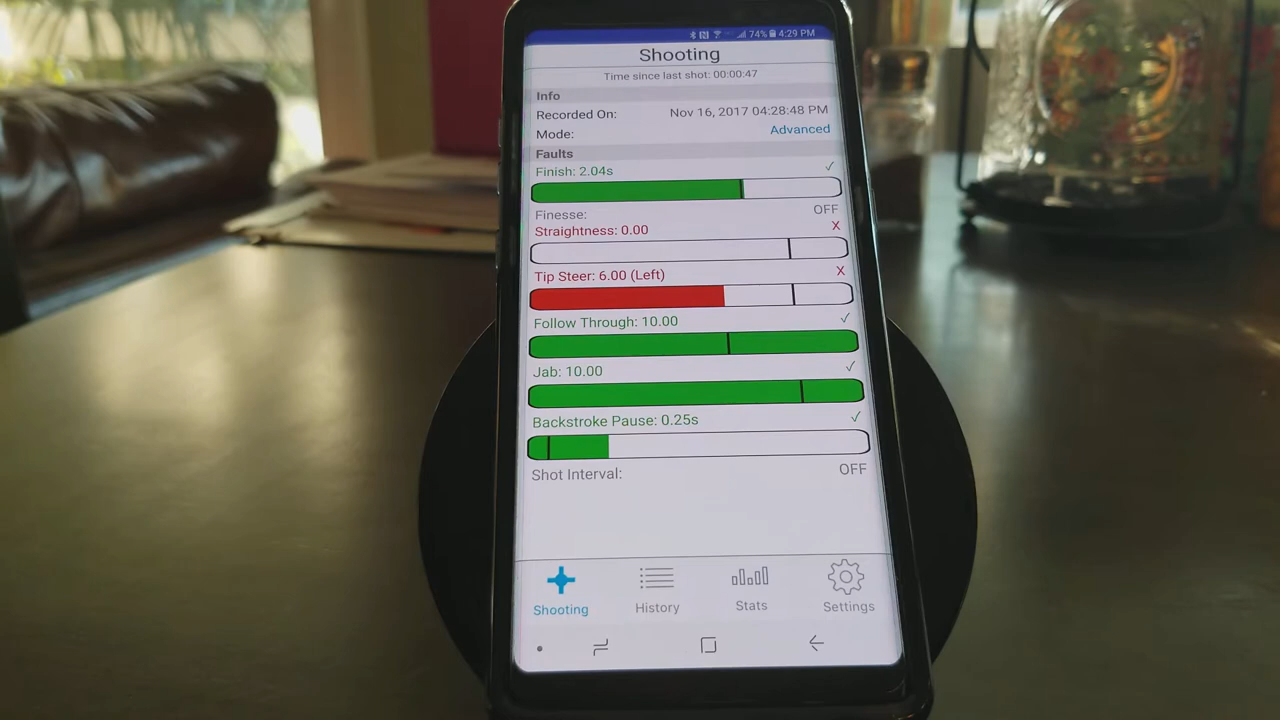 74% 4:29 PM
Shooting
Time since last shot: 00:00:47
Info
Recorded On: Nov 16, 2017 04:28:48 PM
Mode: Advanced
Faults
Finish: 2.04s ✓
Finesse: OFF
Straightness: 0.00 X
Tip Steer: 6.00 (Left) X
Follow Through: 10.00 ✓
Jab: 10.00 ✓
Backstroke Pause: 0.25s ✓
Shot Interval: OFF
Shooting History Stats Settings